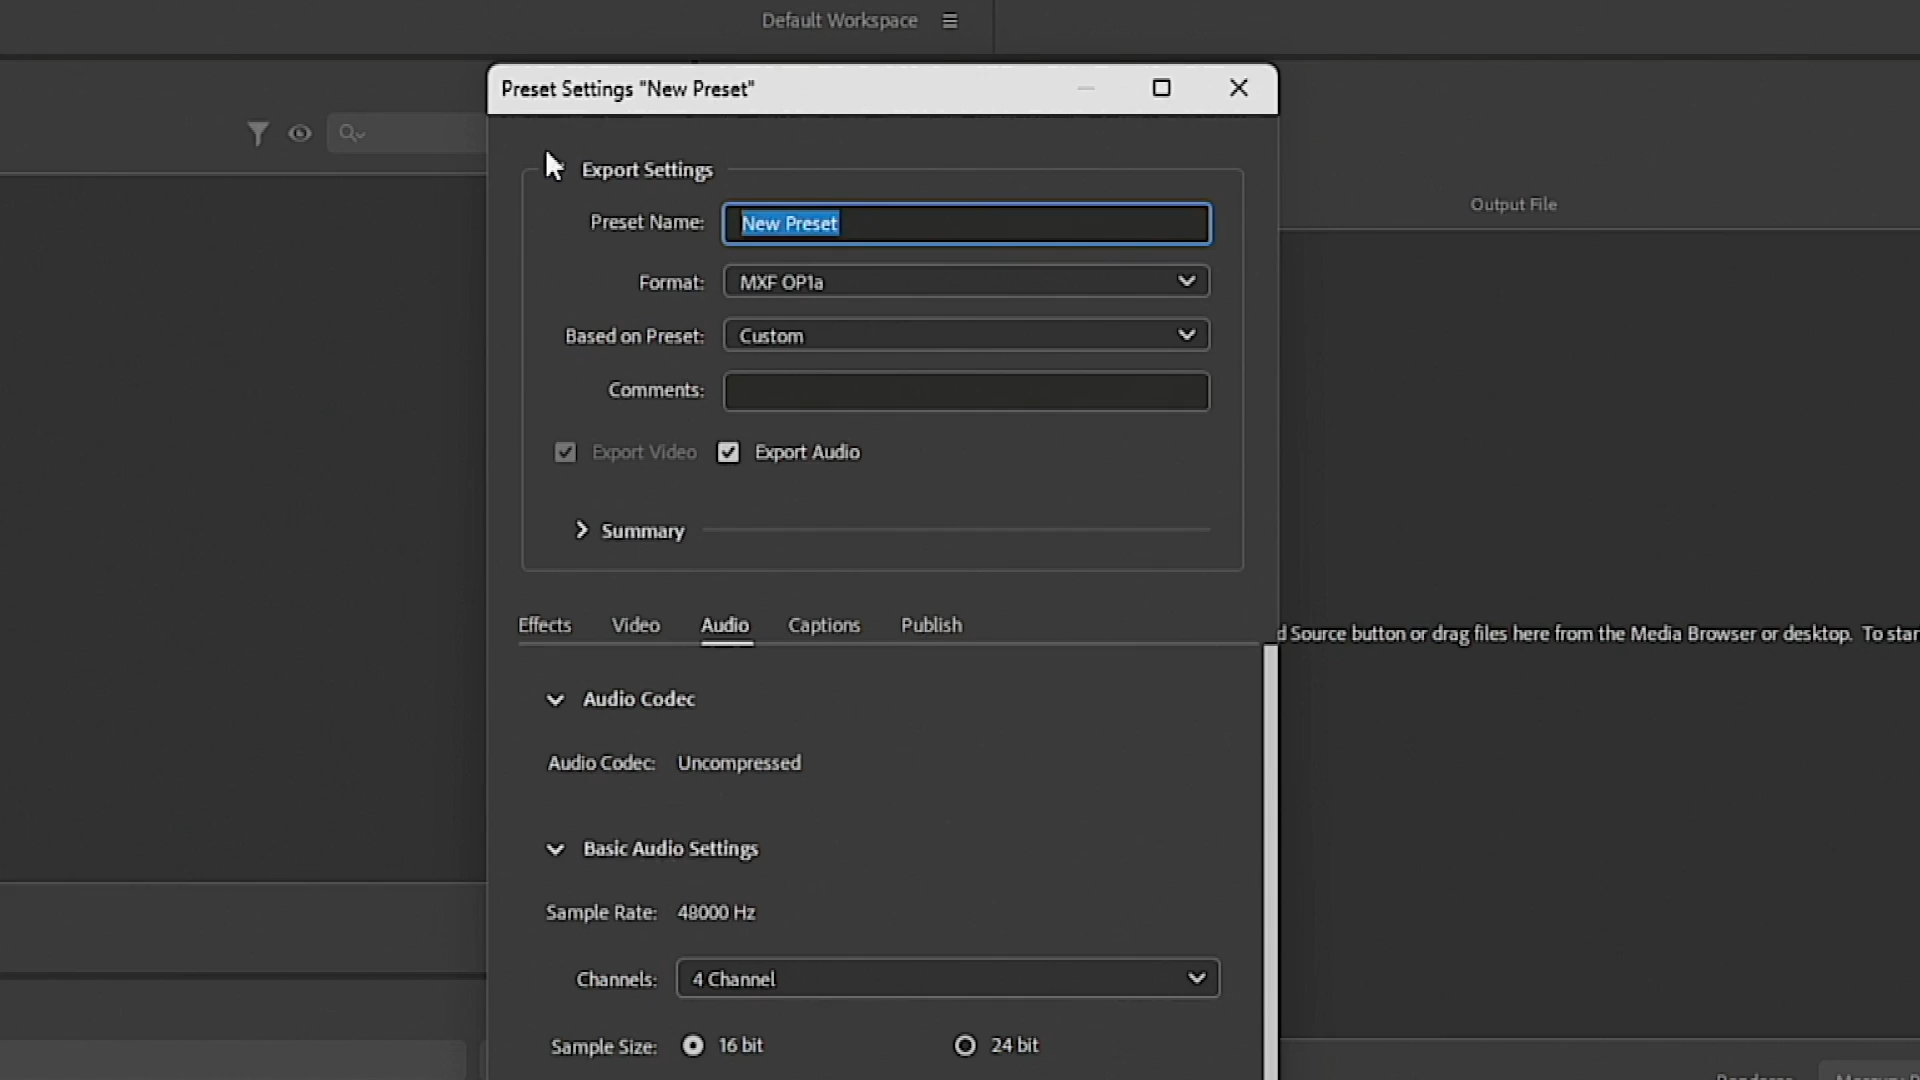 Default Workspace
Preset Settings "New Preset"
Export Settings
Preset Name: New Preset
Output File
Format: MXF OP1a
Based on Preset: Custom
Comments:
Export Video Export Audio
Summary
Effects Video Audio Captions Publish
d Source button or drag files here from the Media Browser or desktop. To star
Audio Codec
Audio Codec: Uncompressed
Basic Audio Settings
Sample Rate: 48000 Hz
Channels: 4 Channel
Sample Size: 16 bit 24 bit